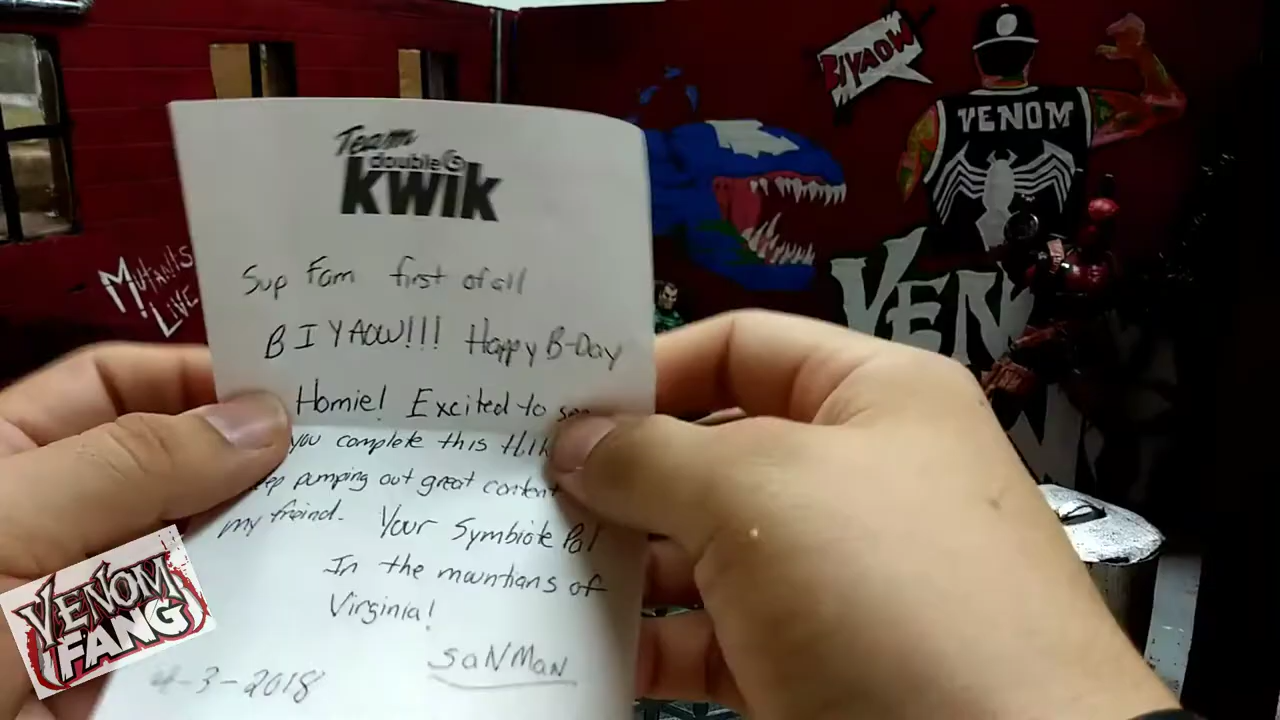 BIYAOW
VENOM
MUTANTS
LIVE
VEN
Team
double
kwik
Sup Fam first of all
BIYAOW!!! Happy B-Day
Homie! Excited to see
you complete this
pumping out great content
my freind. Your Symbiote Pal
In the mountians of
Virginia!
SaNMaN
4-3-2018
VENOM
FANG